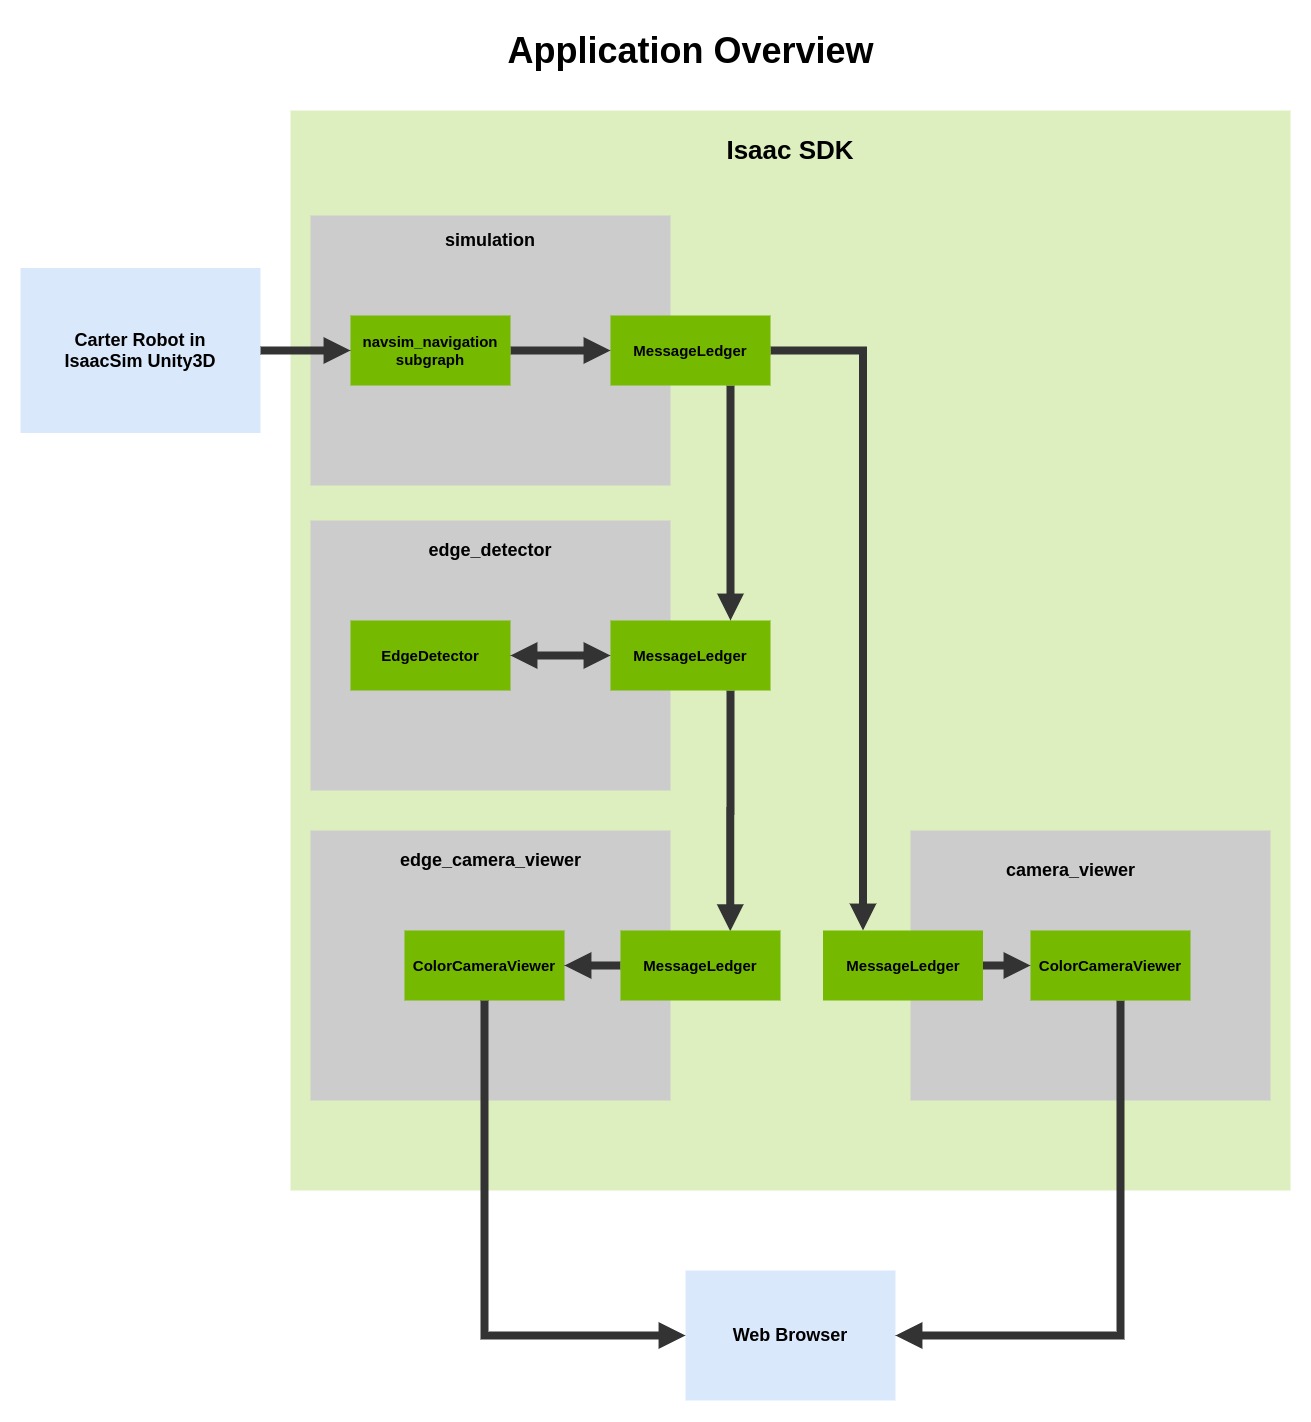 Application Overview
Isaac SDK
simulation
Carter Robot in
IsaacSim Unity3D
navsim_navigation
subgraph
MessageLedger
edge_detector
EdgeDetector
MessageLedger
edge_camera_viewer
camera_viewer
ColorCameraViewer
MessageLedger
MessageLedger
ColorCameraViewer
Web Browser